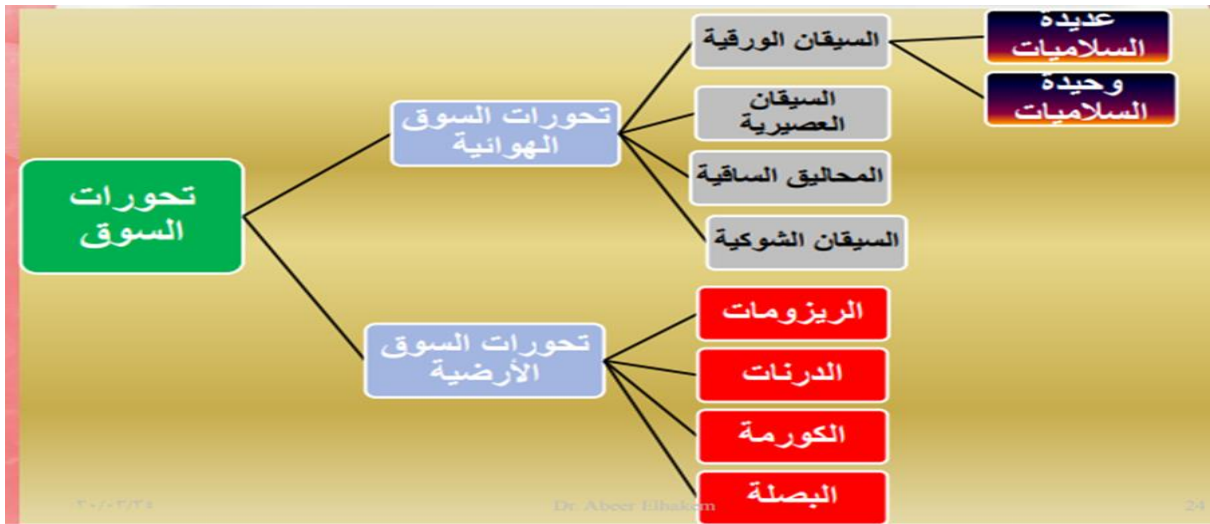 تحورات
السوق
تحورات السوق
الهوائية
السيقان الورقية
عديدة
السلاميات
وحيدة
السلاميات
السيقان
العصيرية
المحاليق الساقية
السيقان الشوكية
تحورات السوق
الأرضية
الريزومات
الدرنات
الكورمة
البصلة
Dr. Abeer Elhakem
24